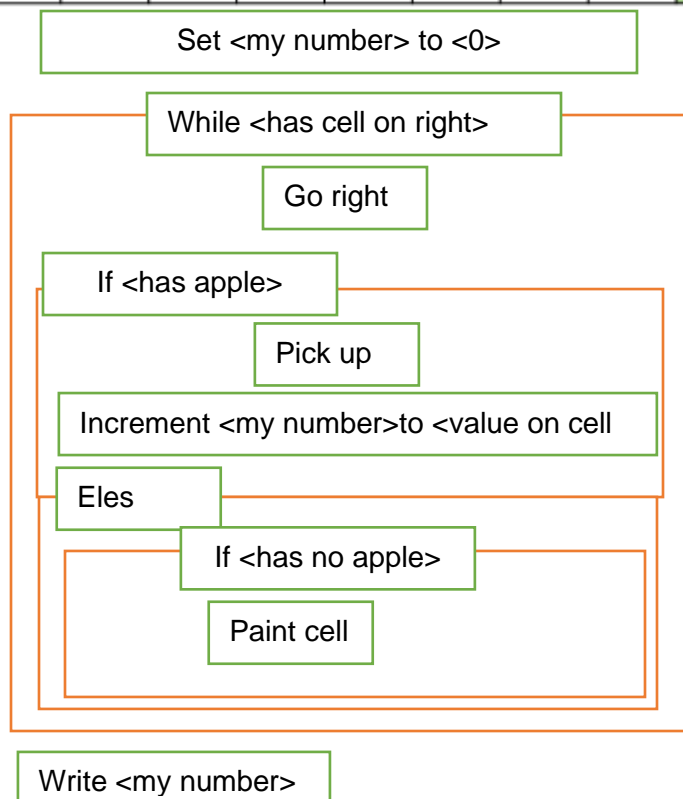 Set <my number> to <0>
While <has cell on right>
Go right
If <has apple>
Pick up
Increment <my number>to <value on cell
Eles
If <has no apple>
Paint cell
Write <my number>